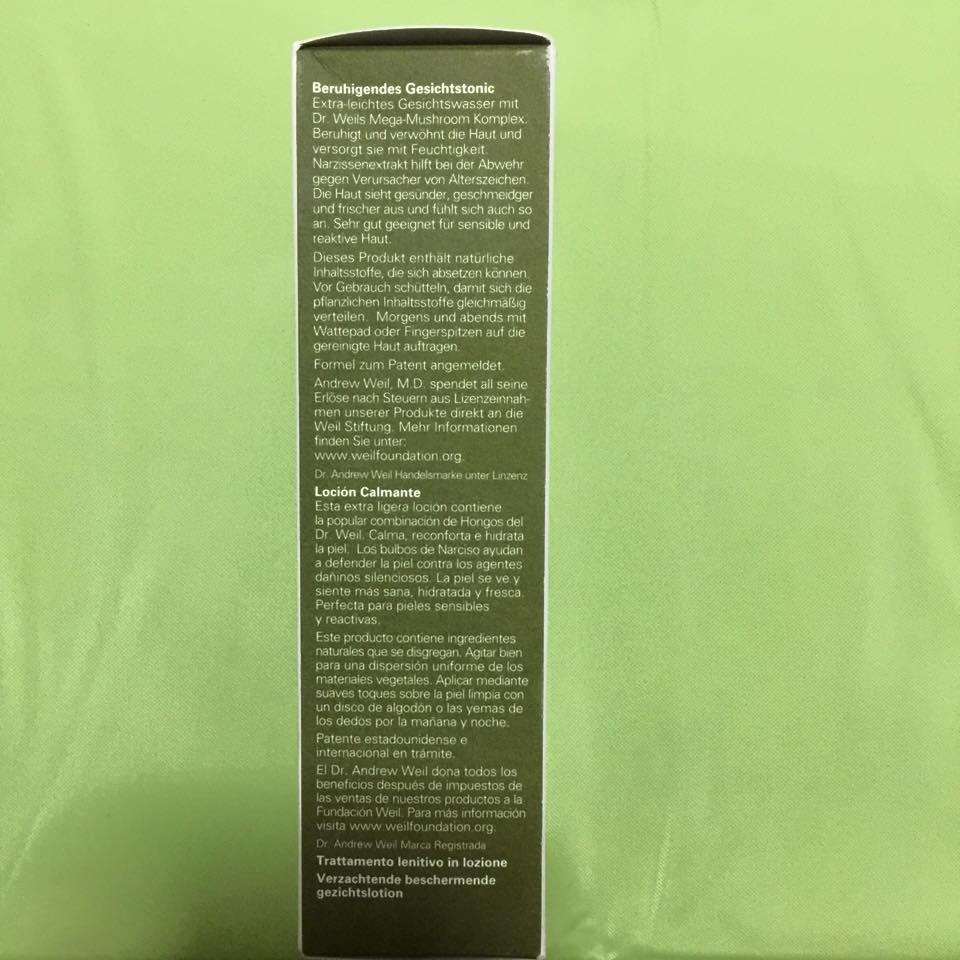 Beruhigendes Gesichtstonic
Extra-leichtes Gesichtswasser mit
Dr. Weils Mega-Mushroom Komplex.
Beruhigt und verwöhnt die Haut und
versorgt sie mit Feuchtigkeit.
Narzissenextrakt hilft bei der Abwehr
gegen Verursacher von Alterszeichen.
Die Haut sieht gesünder, geschmeidger
und frischer aus und fühlt sich auch so
an. Sehr gut geeignet für sensible und
reaktive Haut.
Dieses Produkt enthält natürliche
Inhaltsstoffe, die sich absetzen können.
Vor Gebrauch schütteln, damit sich die
pflanzlichen Inhaltsstoffe gleichmäßig
verteilen. Morgens und abends mit
Wattepad oder Fingerspitzen auf die
gereinigte Haut auftragen.
Formel zum Patent angemeldet.
Andrew Weil, M.D. spendet all seine
Erlöse nach Steuern aus Lizenzeinnah-
men unserer Produkte direkt an die
Weil Stiftung. Mehr Informationen
finden Sie unter:
www.weilfoundation.org.
Dr. Andrew Weil Handelsmarke unter Linzenz
Loción Calmante
Esta extra ligera loción contiene
la popular combinación de Hongos del
Dr. Weil. Calma, reconforta e hidrata
la piel. Los bulbos de Narciso ayudan
a defender la piel contra los agentes
dañinos silenciosos. La piel se ve y
siente más sana, hidratada y fresca.
Perfecta para pieles sensibles
y reactivas.
Este producto contiene ingredientes
naturales que se disgregan. Agitar bien
para una dispersión uniforme de los
materiales vegetales. Aplicar mediante
suaves toques sobre la piel limpia con
un disco de algodón o las yemas de
los dedos por la mañana y noche.
Patente estadounidense e
internacional en trámite.
El Dr. Andrew Weil dona todos los
beneficios después de impuestos de
las ventas de nuestros productos a la
Fundación Weil. Para más información
visita www.weilfoundation.org.
Dr. Andrew Weil Marca Registrada
Trattamento lenitivo in lozione
Verzachtende beschermende
gezichtslotion